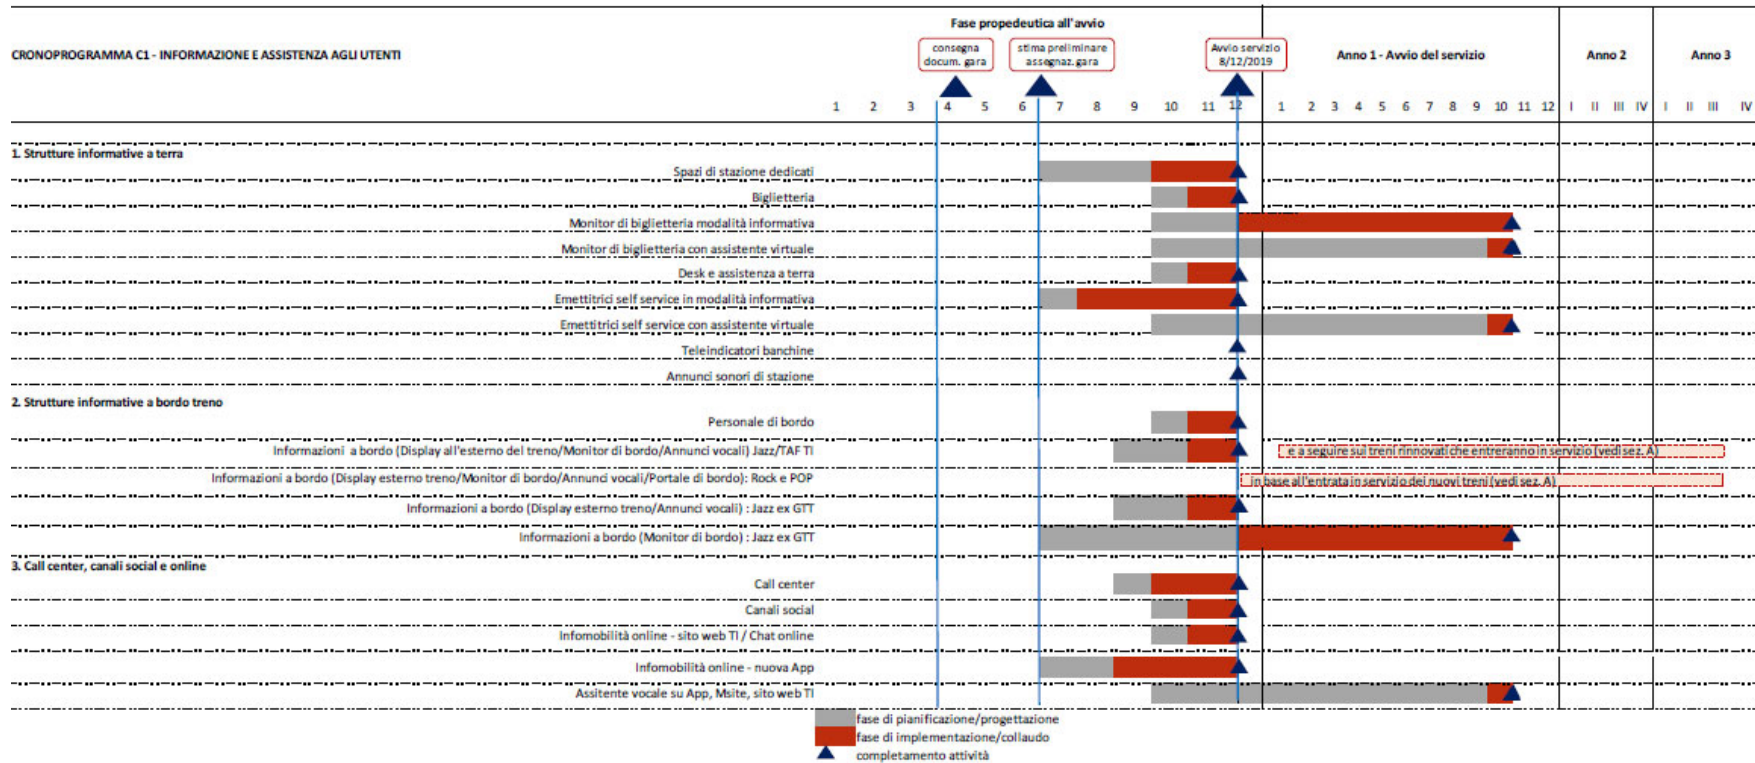 Fase propedeutica all'avvio
CRONOPROGRAMMA C1 - INFORMAZIONE E ASSISTENZA AGLI UTENTI
consegna
docum. gara
stima preliminare
assegnaz.gara
Avvio servizio
8/12/2019
Anno 1 - Avvio del servizio
Anno 2
Anno 3
1 2 3 4 5 6 7 8 9 10 11 12 1 2 3 4 5 6 7 8 9 10 11 12 I II III IV I II III IV
1. Strutture informative a terra
Spazi di stazione dedicati
Biglietteria
Monitor di biglietteria modalità informativa
Monitor di biglietteria con assistente virtuale
Desk e assistenza a terra
Emettitrici self service in modalità informativa
Emettitrici self service con assistente virtuale
Teleindicatori banchine
Annunci sonori di stazione
2. Strutture informative a bordo treno
Personale di bordo
Informazioni a bordo (Display all'esterno del treno/Monitor di bordo/Annunci vocali) Jazz/TAF TI
e a seguire sui treni rinnovati che entreranno in servizio (vedi sez. A)
Informazioni a bordo (Display esterno treno/Monitor di bordo/Annunci vocali/Portale di bordo): Rock e POP
in base all'entrata in servizio dei nuovi treni (vedi sez. A)
Informazioni a bordo (Display esterno treno/Annunci vocali) : Jazz ex GTT
Informazioni a bordo (Monitor di bordo) : Jazz ex GTT
3. Call center, canali social e online
Call center
Canali social
Infomobilità online - sito web TI / Chat online
Infomobilità online - nuova App
Assitente vocale su App, Msite, sito web TI
fase di pianificazione/progettazione
fase di implementazione/collaudo
completamento attività